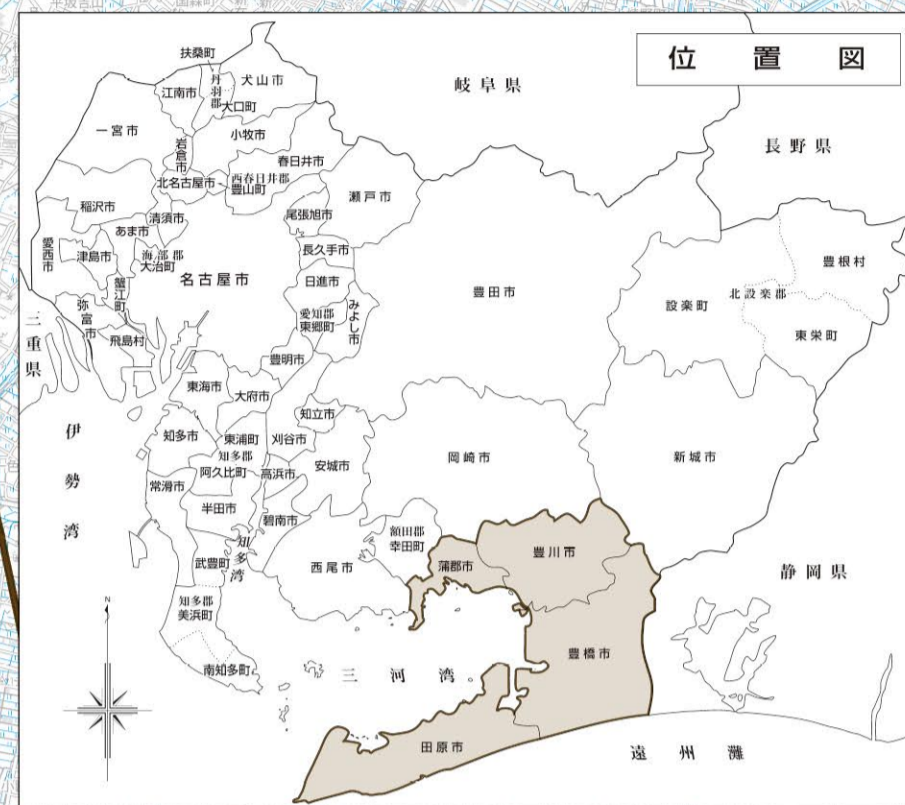 位置図
岐阜県
長野県
扶桑町
犬山市
江南市
丹羽郡
大口町
一宮市
小牧市
岩倉市
春日井市
西春日井郡
北名古屋市
豊山町
瀬戸市
稲沢市
清須市
尾張旭市
あま市
愛西市
津島市
海部郡
大治町
長久手市
名古屋市
日進市
豊田市
設楽町
北設楽郡
豊根村
東栄町
蟹江町
弥富市
愛知郡
東郷町
みよし市
三重県
飛島村
豊明市
東海市
大府市
知立市
伊勢湾
知多市
東浦町
刈谷市
知多郡
阿久比町
高浜市
安城市
岡崎市
新城市
常滑市
半田市
碧南市
額田郡
幸田町
豊川市
武豊町
知多湾
西尾市
蒲郡市
静岡県
知多郡
美浜町
N
豊橋市
南知多町
三河湾
田原市
遠州灘